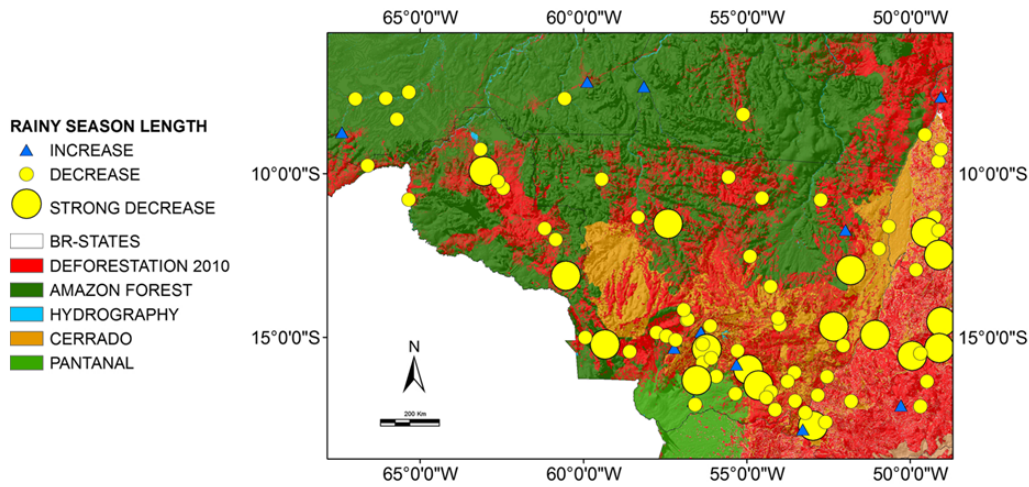 65°0'0"W 60°0'0"W 55°0'0"W 50°0'0"W
RAINY SEASON LENGTH
INCREASE
DECREASE
STRONG DECREASE
BR-STATES
DEFORESTATION 2010
AMAZON FOREST
HYDROGRAPHY
CERRADO
PANTANAL
10°0'0"S
10°0'0"S
15°0'0"S
15°0'0"S
N
200 Km
65°0'0"W 60°0'0"W 55°0'0"W 50°0'0"W